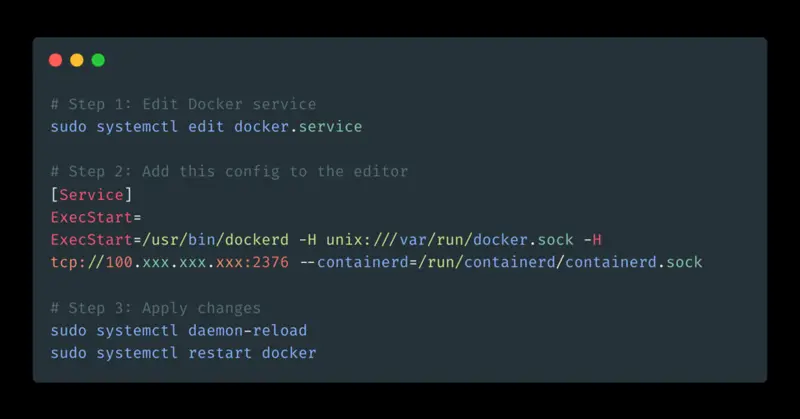 # Step 1: Edit Docker service
sudo systemctl edit docker.service
# Step 2: Add this config to the editor
[Service]
ExecStart=
ExecStart=/usr/bin/dockerd -H unix:///var/run/docker.sock -H
tcp://100.xxx.xxx.xxx:2376 --containerd=/run/containerd/containerd.sock
# Step 3: Apply changes
sudo systemctl daemon-reload
sudo systemctl restart docker